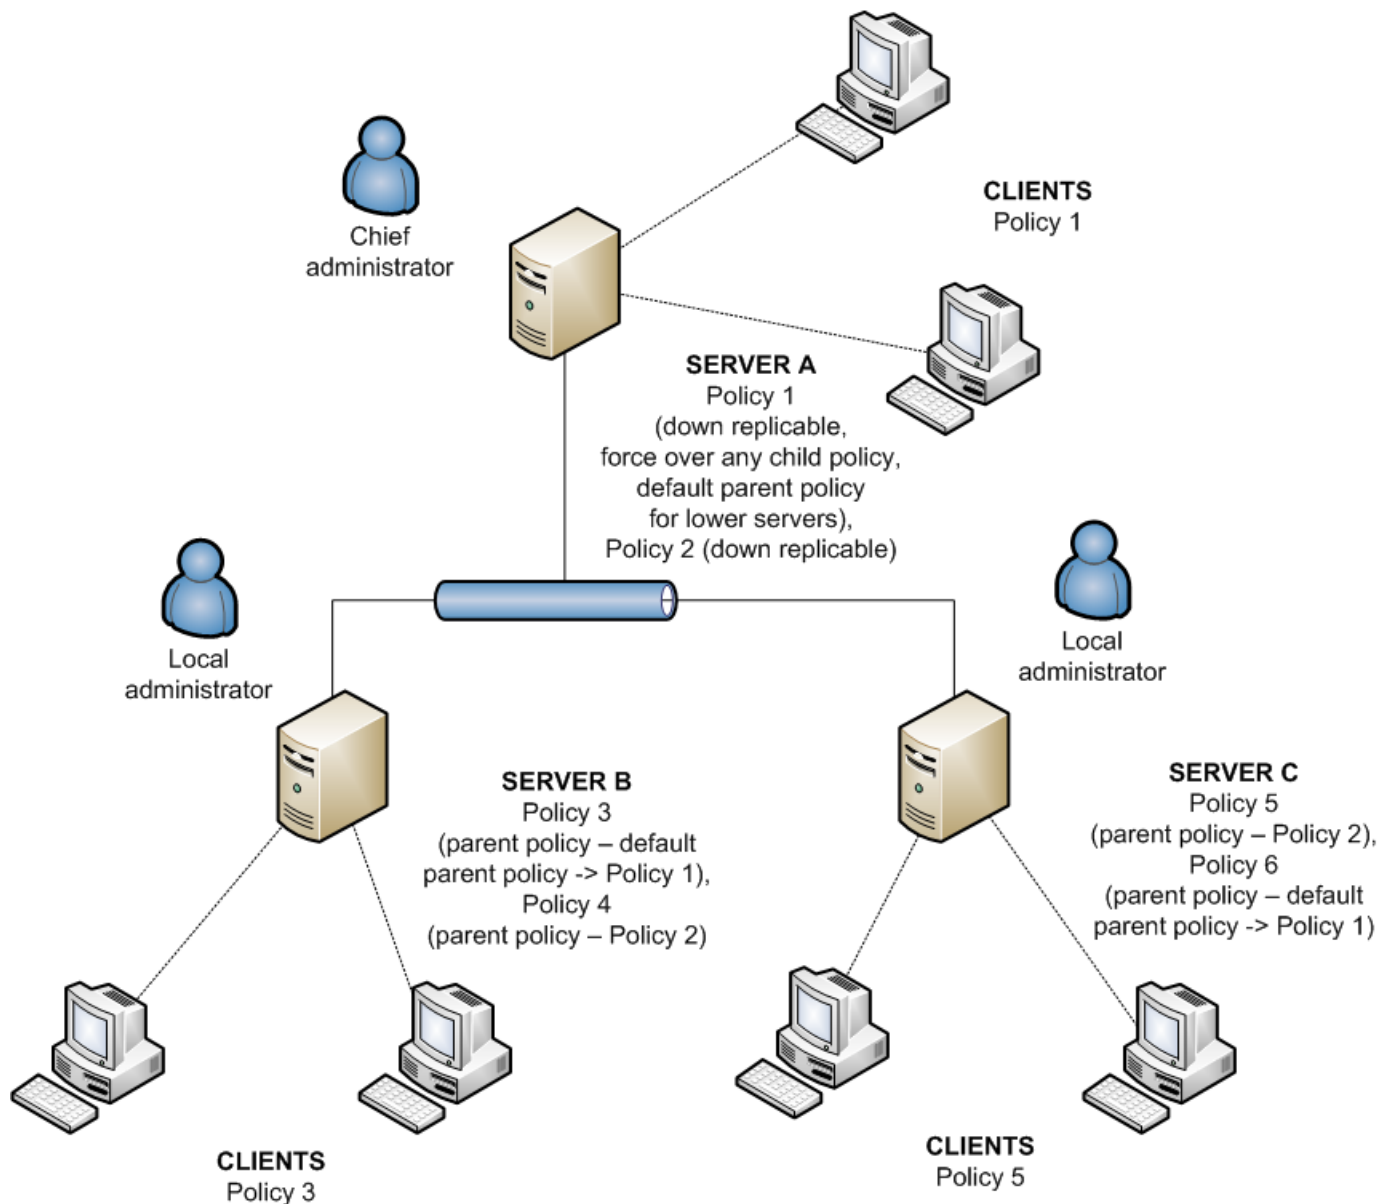 CLIENTS
Policy 1
Chief
administrator
SERVER A
Policy 1
(down replicable,
force over any child policy,
default parent policy
for lower servers),
Policy 2 (down replicable)
Local
administrator
Local
administrator
SERVER B
Policy 3
(parent policy – default
parent policy -> Policy 1),
Policy 4
(parent policy – Policy 2)
SERVER C
Policy 5
(parent policy – Policy 2),
Policy 6
(parent policy – default
parent policy -> Policy 1)
CLIENTS
Policy 3
CLIENTS
Policy 5